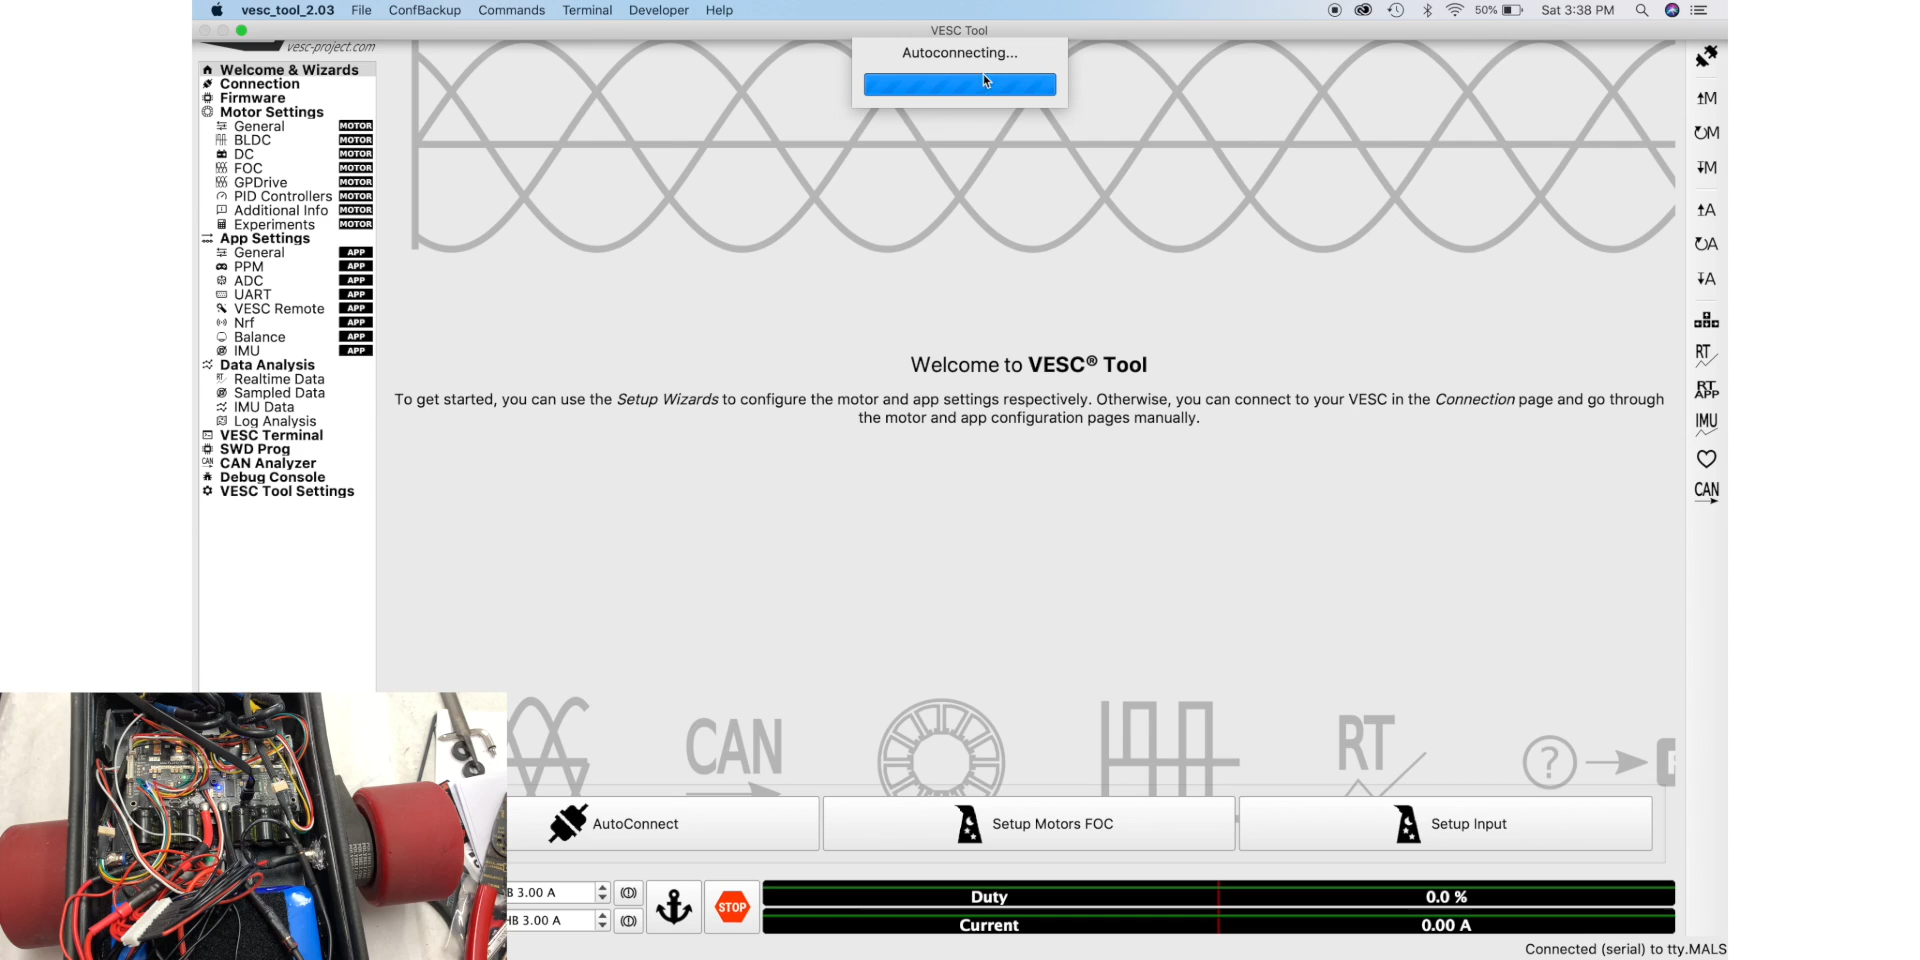 vesc_tool_2.03 File ConfBackup Commands Terminal Developer Help 50% Sat 3:38 PM
VESC Tool
vesc-project.com
Autoconnecting...
Welcome & Wizards
Connection
Firmware
Motor Settings
General MOTOR
BLDC MOTOR
DC MOTOR
FOC MOTOR
GPDrive MOTOR
PID Controllers MOTOR
Additional Info MOTOR
Experiments MOTOR
App Settings
General APP
PPM APP
ADC APP
UART APP
VESC Remote APP
Nrf APP
Balance APP
IMU APP
Data Analysis
Realtime Data
Sampled Data
IMU Data
Log Analysis
VESC Terminal
SWD Prog
CAN Analyzer
Debug Console
VESC Tool Settings
Welcome to VESC® Tool
To get started, you can use the Setup Wizards to configure the motor and app settings respectively. Otherwise, you can connect to your VESC in the Connection page and go through
the motor and app configuration pages manually.
M
M
M
A
A
A
RT
RT
APP
IMU
CAN
CAN
RT
?
AutoConnect
Setup Motors FOC
Setup Input
B 3.00 A
HB 3.00 A
STOP
Duty 0.0 %
Current 0.00 A
Connected (serial) to tty.MALS